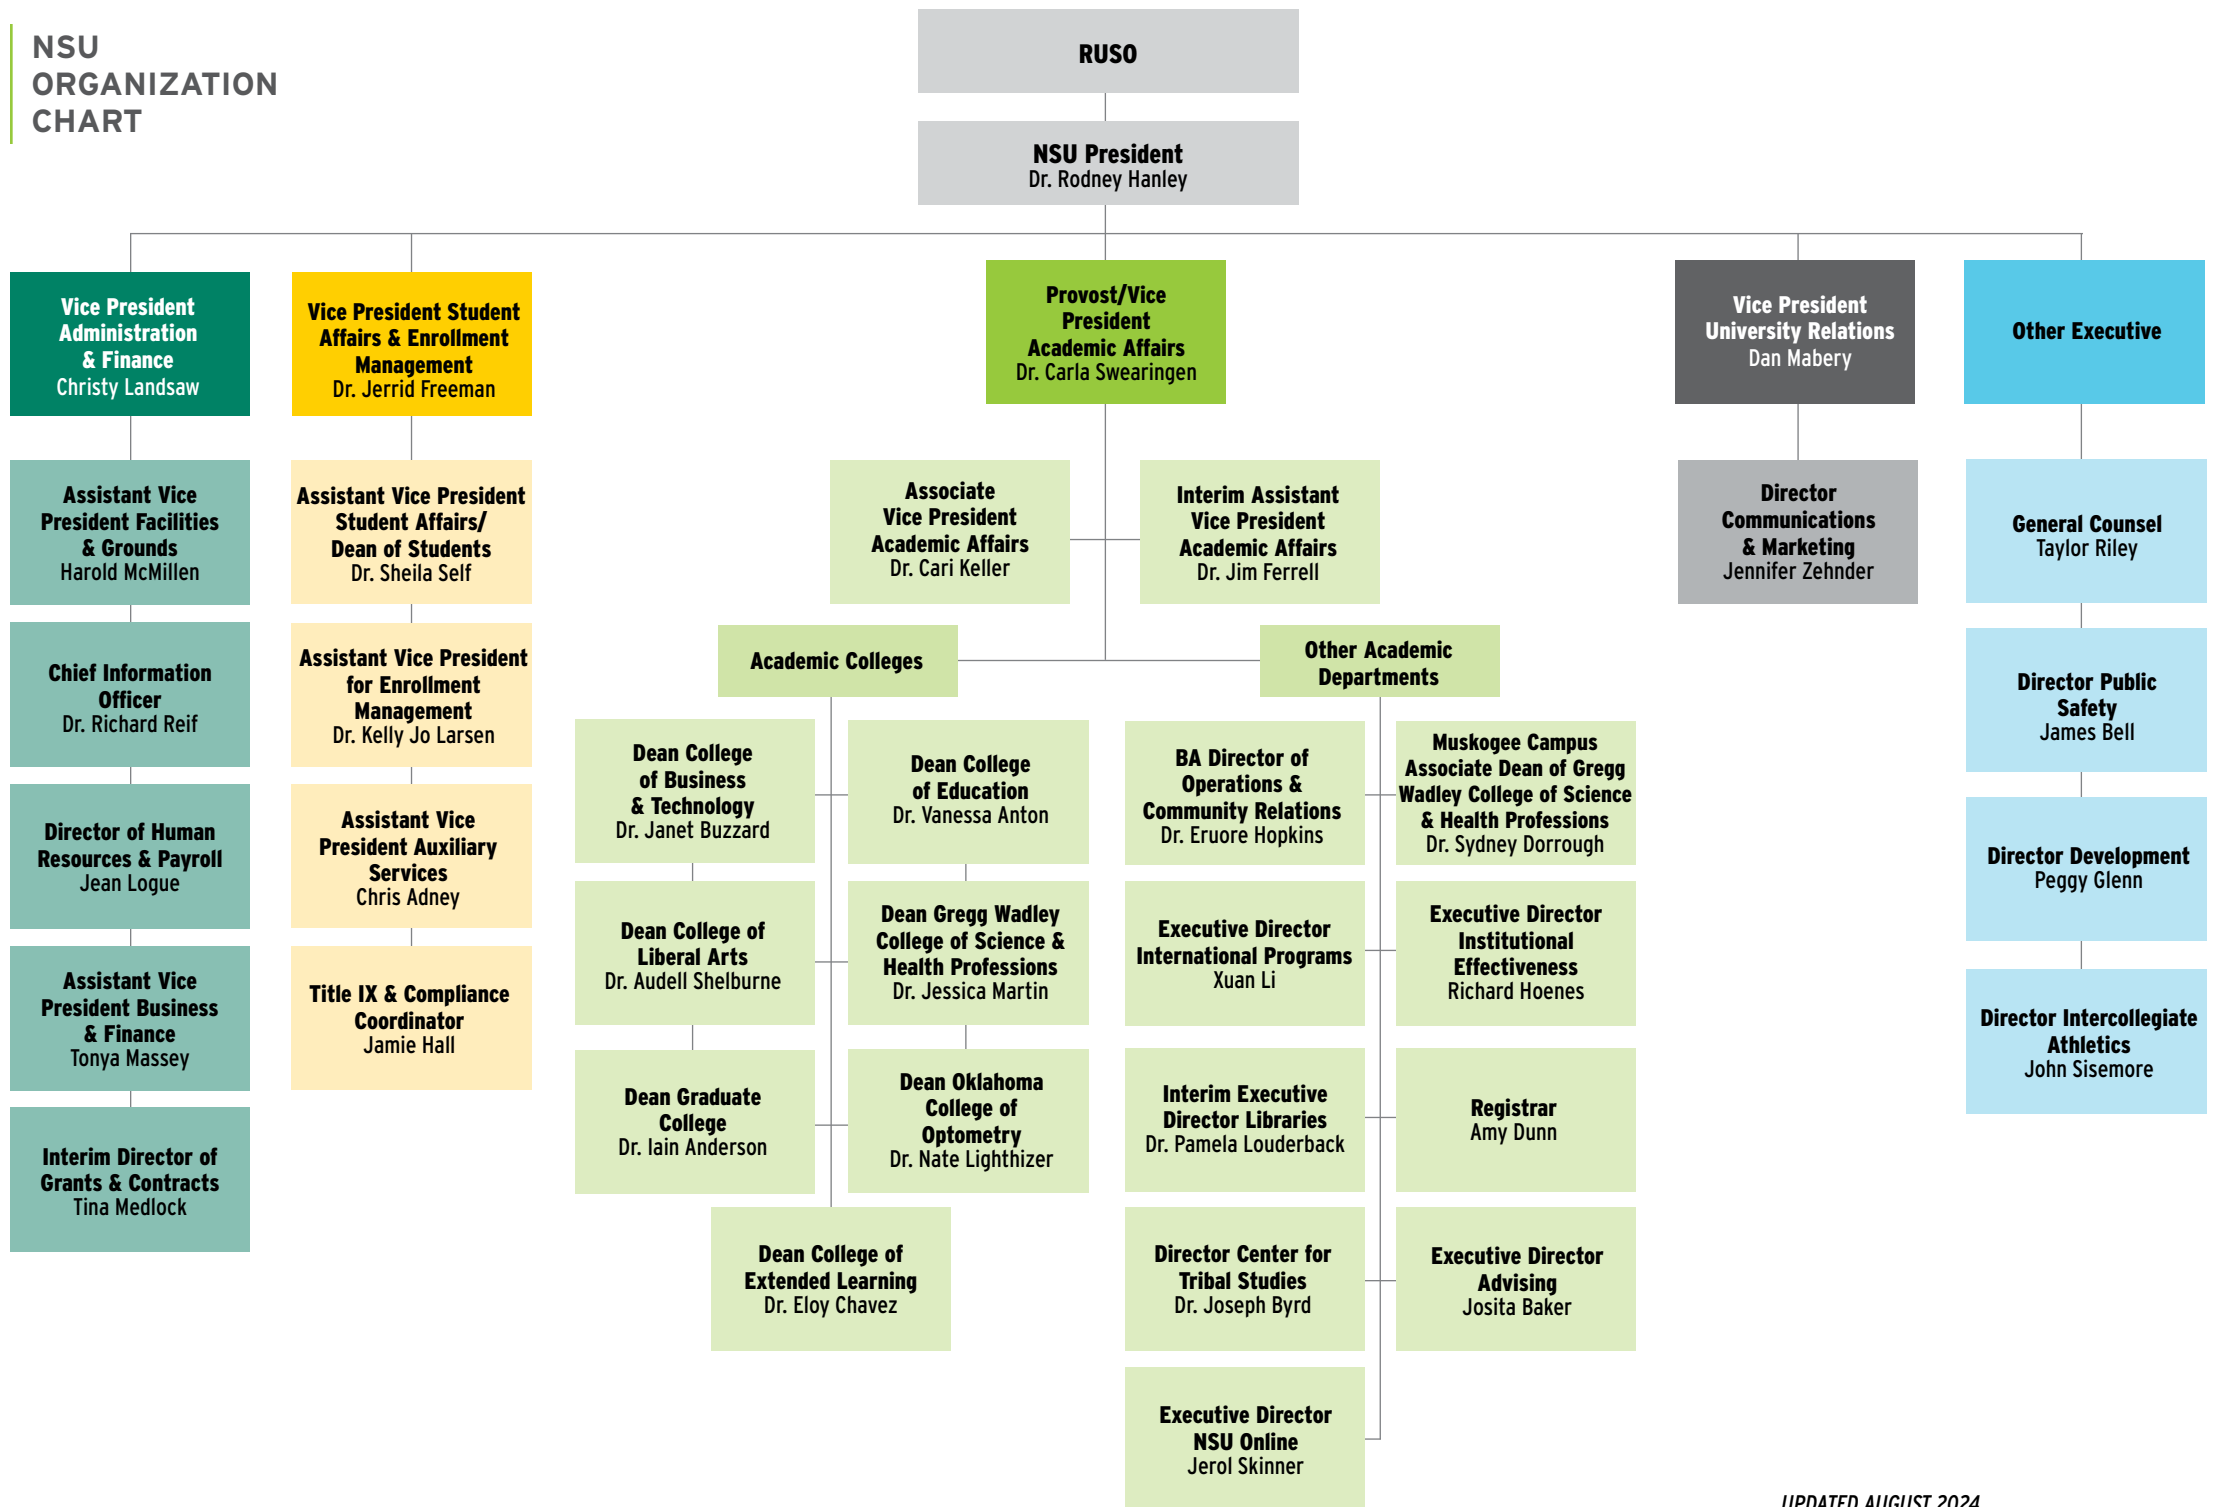 NSU
ORGANIZATION
CHART
RUSO
NSU President
Dr. Rodney Hanley
Vice President
Administration
& Finance
Christy Landsaw
Vice President Student
Affairs & Enrollment
Management
Dr. Jerrid Freeman
Provost/Vice
President
Academic Affairs
Dr. Carla Swearingen
Vice President
University Relations
Dan Mabery
Other Executive
Assistant Vice
President Facilities
& Grounds
Harold McMillen
Chief Information
Officer
Dr. Richard Reif
Director of Human
Resources & Payroll
Jean Logue
Assistant Vice
President Business
& Finance
Tonya Massey
Interim Director of
Grants & Contracts
Tina Medlock
Assistant Vice President
Student Affairs/
Dean of Students
Dr. Sheila Self
Assistant Vice President
for Enrollment
Management
Dr. Kelly Jo Larsen
Assistant Vice
President Auxiliary
Services
Chris Adney
Title IX & Compliance
Coordinator
Jamie Hall
Associate
Vice President
Academic Affairs
Dr. Cari Keller
Interim Assistant
Vice President
Academic Affairs
Dr. Jim Ferrell
Academic Colleges
Dean College
of Business
& Technology
Dr. Janet Buzzard
Dean College
of Education
Dr. Vanessa Anton
Dean College of
Liberal Arts
Dr. Audell Shelburne
Dean Gregg Wadley
College of Science &
Health Professions
Dr. Jessica Martin
Dean Graduate
College
Dr. Iain Anderson
Dean Oklahoma
College of
Optometry
Dr. Nate Lighthizer
Dean College of
Extended Learning
Dr. Eloy Chavez
Other Academic
Departments
BA Director of
Operations &
Community Relations
Dr. Eruore Hopkins
Muskogee Campus
Associate Dean of Gregg
Wadley College of Science
& Health Professions
Dr. Sydney Dorrough
Executive Director
International Programs
Xuan Li
Executive Director
Institutional
Effectiveness
Richard Hoenes
Interim Executive
Director Libraries
Dr. Pamela Louderback
Registrar
Amy Dunn
Director Center for
Tribal Studies
Dr. Joseph Byrd
Executive Director
Advising
Josita Baker
Executive Director
NSU Online
Jerol Skinner
Director
Communications
& Marketing
Jennifer Zehnder
General Counsel
Taylor Riley
Director Public
Safety
James Bell
Director Development
Peggy Glenn
Director Intercollegiate
Athletics
John Sisemore
UPDATED AUGUST 2024